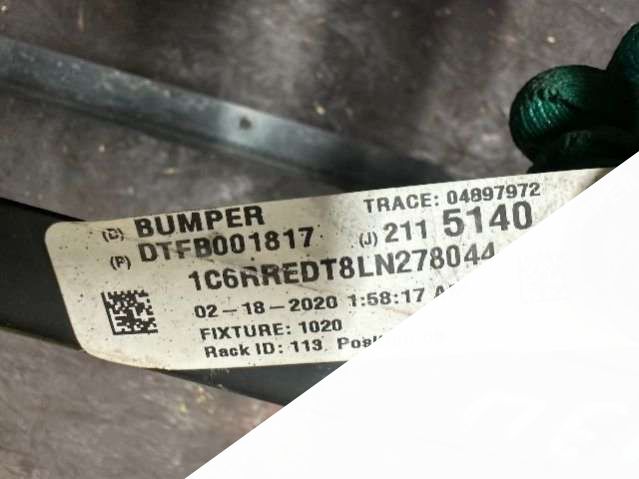 TRACE: 04897972
(D) BUMPER
(P) DTFB001817 (J) 211 5140
1C6RREDT8LN278044
02-18-2020 1:58:17
FIXTURE: 1020
Rack ID: 113,